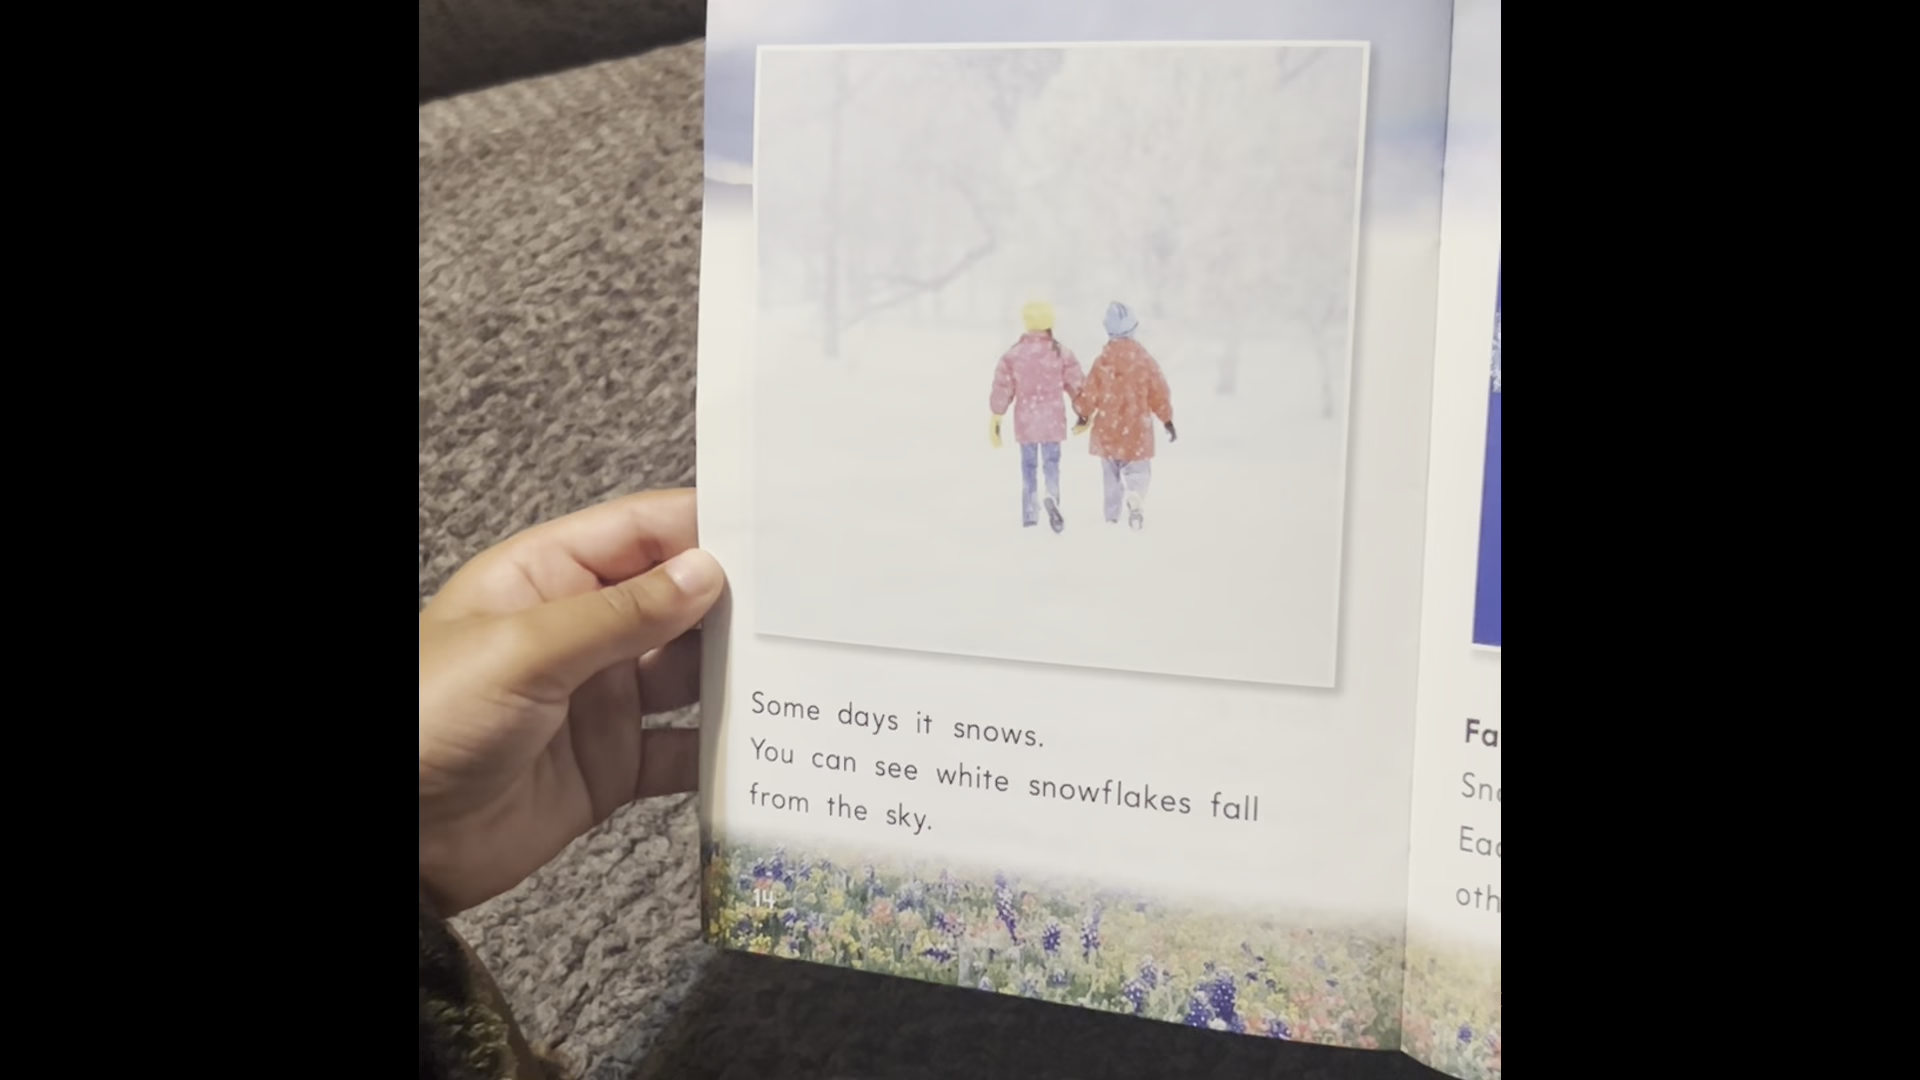 Some days it snows.
You can see white snowflakes fall
from the sky.
14